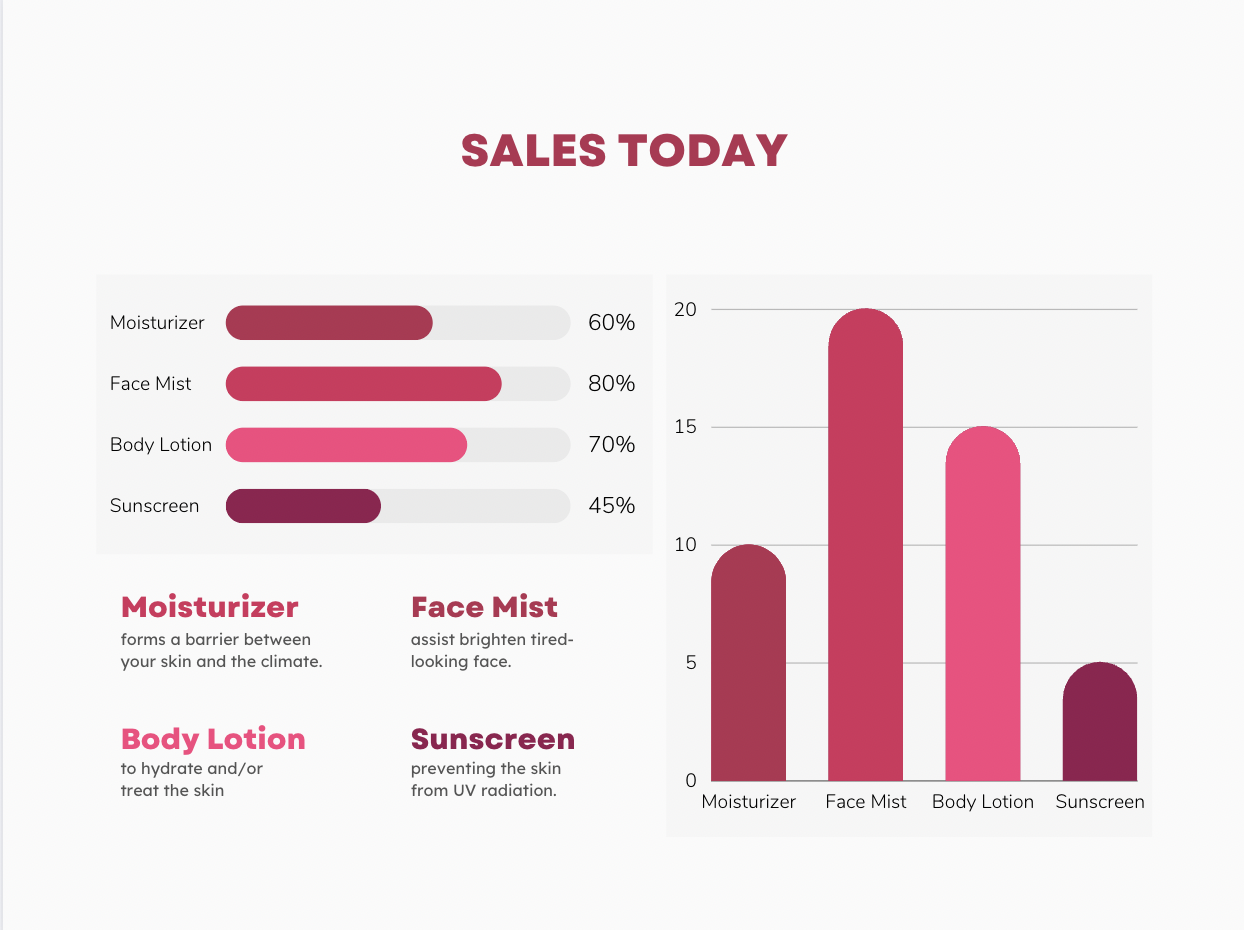 SALES TODAY
Moisturizer 60%
Face Mist 80%
Body Lotion 70%
Sunscreen 45%
Moisturizer
forms a barrier between
your skin and the climate.
Face Mist
assist brighten tired-
looking face.
Body Lotion
to hydrate and/or
treat the skin
Sunscreen
preventing the skin
from UV radiation.
20
15
10
5
0
Moisturizer Face Mist Body Lotion Sunscreen